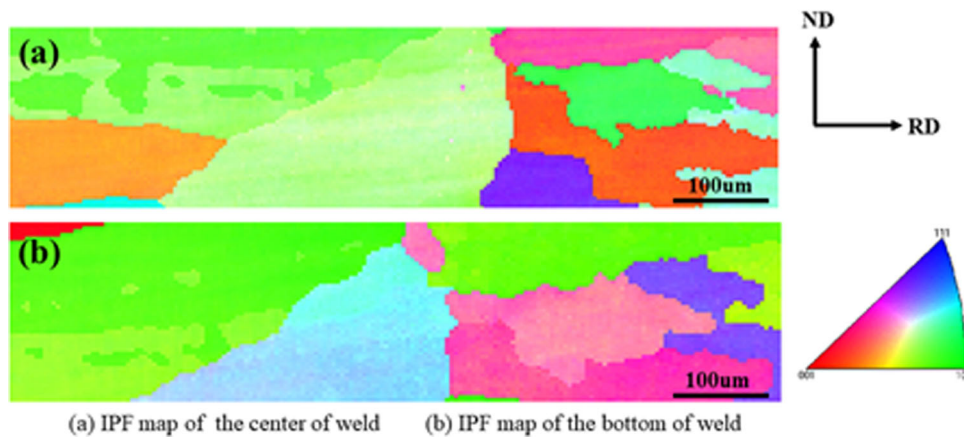 (a)
ND
RD
100um
(b)
111
100um
001
(a) IPF map of the center of weld (b) IPF map of the bottom of weld